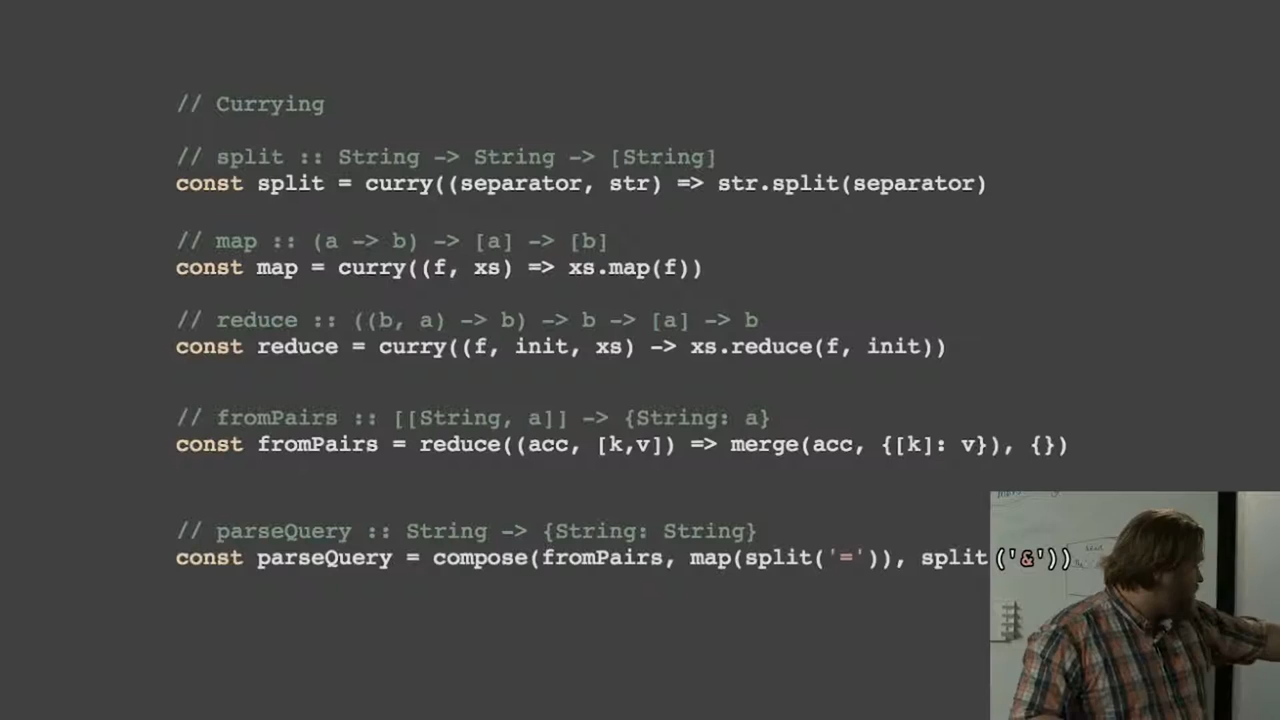 // Currying
// split :: String -> String -> [String]
const split = curry((separator, str) => str.split(separator)
// map :: (a -> b) -> [a] -> [b]
const map = curry((f, xs) => xs.map(f))
// reduce :: ((b, a) -> b) -> b -> [a] -> b
const reduce = curry((f, init, xs) -> xs.reduce(f, init))
// fromPairs :: [[String, a]] -> {String: a}
const fromPairs = reduce((acc, [k,v]) => merge(acc, {[k]: v}), {})
// parseQuery :: String -> {String: String}
const parseQuery = compose(fromPairs, map(split('=')), split('&'))